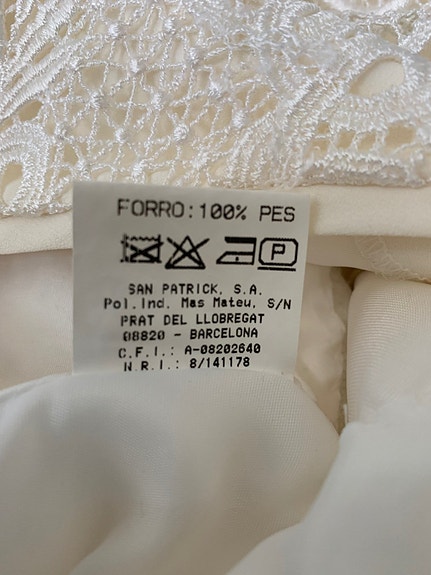 FORRO: 100% PES
P
SAN PATRICK, S.A.
Pol.Ind. Mas Mateu, S/N
PRAT DEL LLOBREGAT
08820 - BARCELONA
C.F.I.: A-08202640
N.R.I.: 8/141178